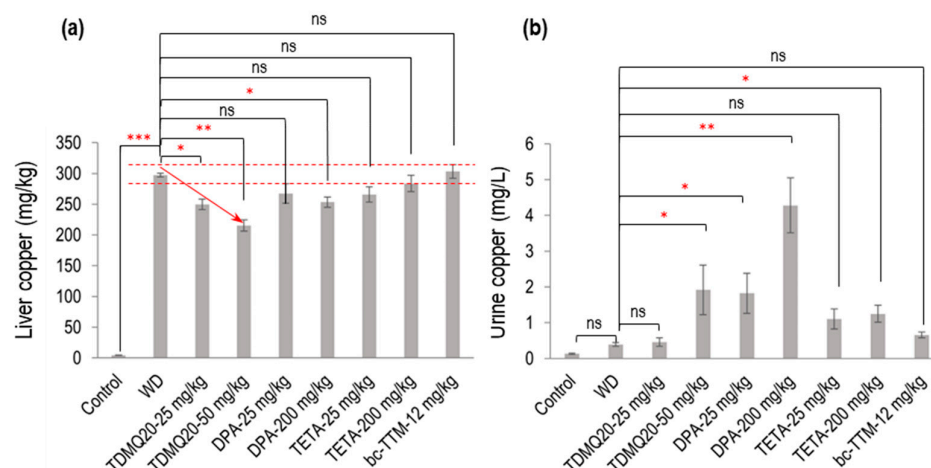 (a)
ns
ns
ns
*
ns
***
**
*
Liver copper (mg/kg)
350
300
250
200
150
100
50
0
Control
WD
TDMQ20-25 mg/kg
TDMQ20-50 mg/kg
DPA-25 mg/kg
DPA-200 mg/kg
TETA-25 mg/kg
TETA-200 mg/kg
bc-TTM-12 mg/kg
(b)
ns
*
ns
**
*
*
ns
ns
Urine copper (mg/L)
6
5
4
3
2
1
0
Control
WD
TDMQ20-25 mg/kg
TDMQ20-50 mg/kg
DPA-25 mg/kg
DPA-200 mg/kg
TETA-25 mg/kg
TETA-200 mg/kg
bc-TTM-12 mg/kg